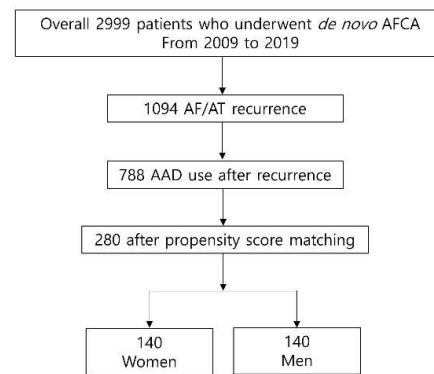 Overall 2999 patients who underwent de novo AFCA
From 2009 to 2019
1094 AF/AT recurrence
788 AAD use after recurrence
280 after propensity score matching
140
Women
140
Men